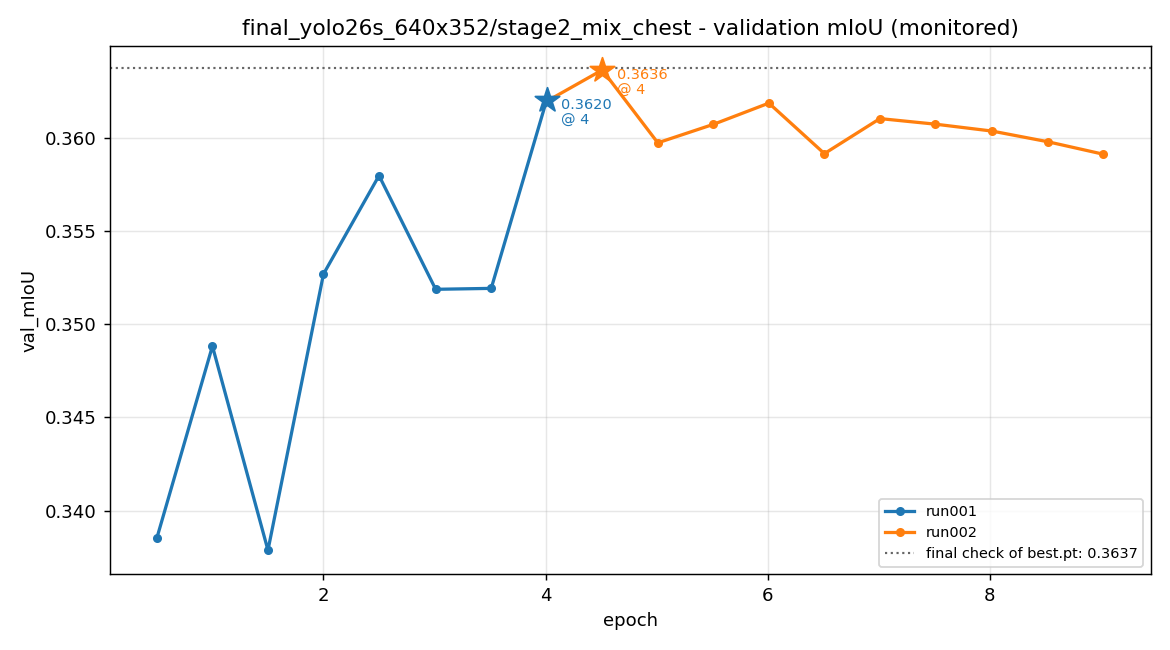 final_yolo26s_640x352/stage2_mix_chest - validation mIoU (monitored)
val_mIoU
0.360
0.355
0.350
0.345
0.340
0.3636
@ 4
0.3620
@ 4
run001
run002
final check of best.pt: 0.3637
2
4
6
8
epoch